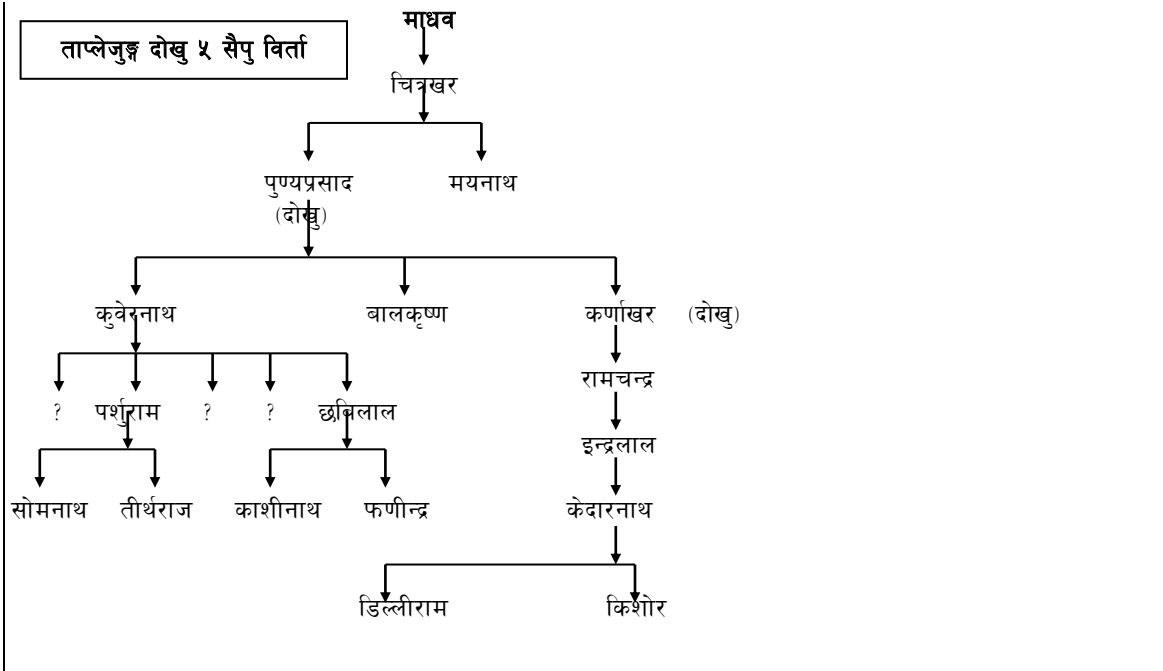 माधव
ताप्लेजुङ्ग दोखु ५ सैपु विर्ता
चित्रखर
पुण्यप्रसाद मयनाथ
(दोखु)
कुवेरनाथ बालकृष्ण कर्णाखर (दोखु)
रामचन्द्र
? पर्शुराम ? ? छविलाल
इन्द्रलाल
सोमनाथ तीर्थराज काशीनाथ फणीन्द्र केदारनाथ
डिल्लीराम किशोर